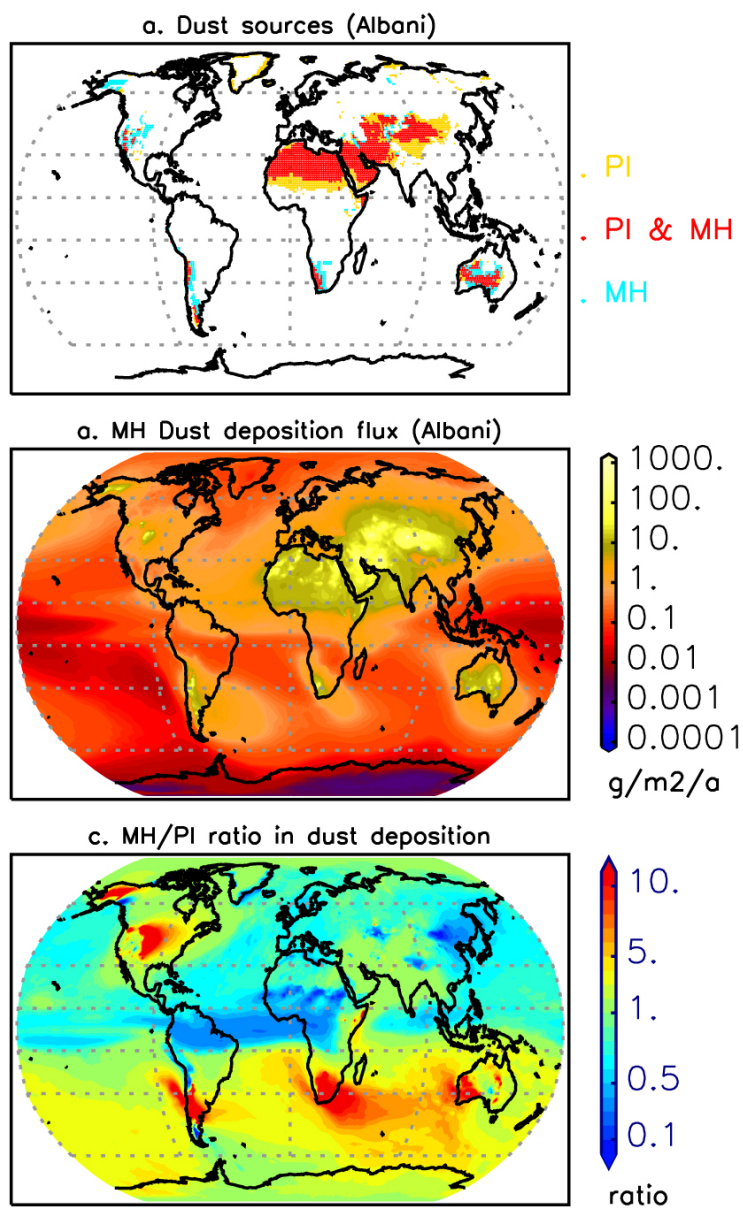 a. Dust sources (Albani)
. PI
. PI & MH
. MH
a. MH Dust deposition flux (Albani)
1000.
100.
10.
1.
0.1
0.01
0.001
0.0001
g/m2/a
c. MH/PI ratio in dust deposition
10.
5.
1.
0.5
0.1
ratio